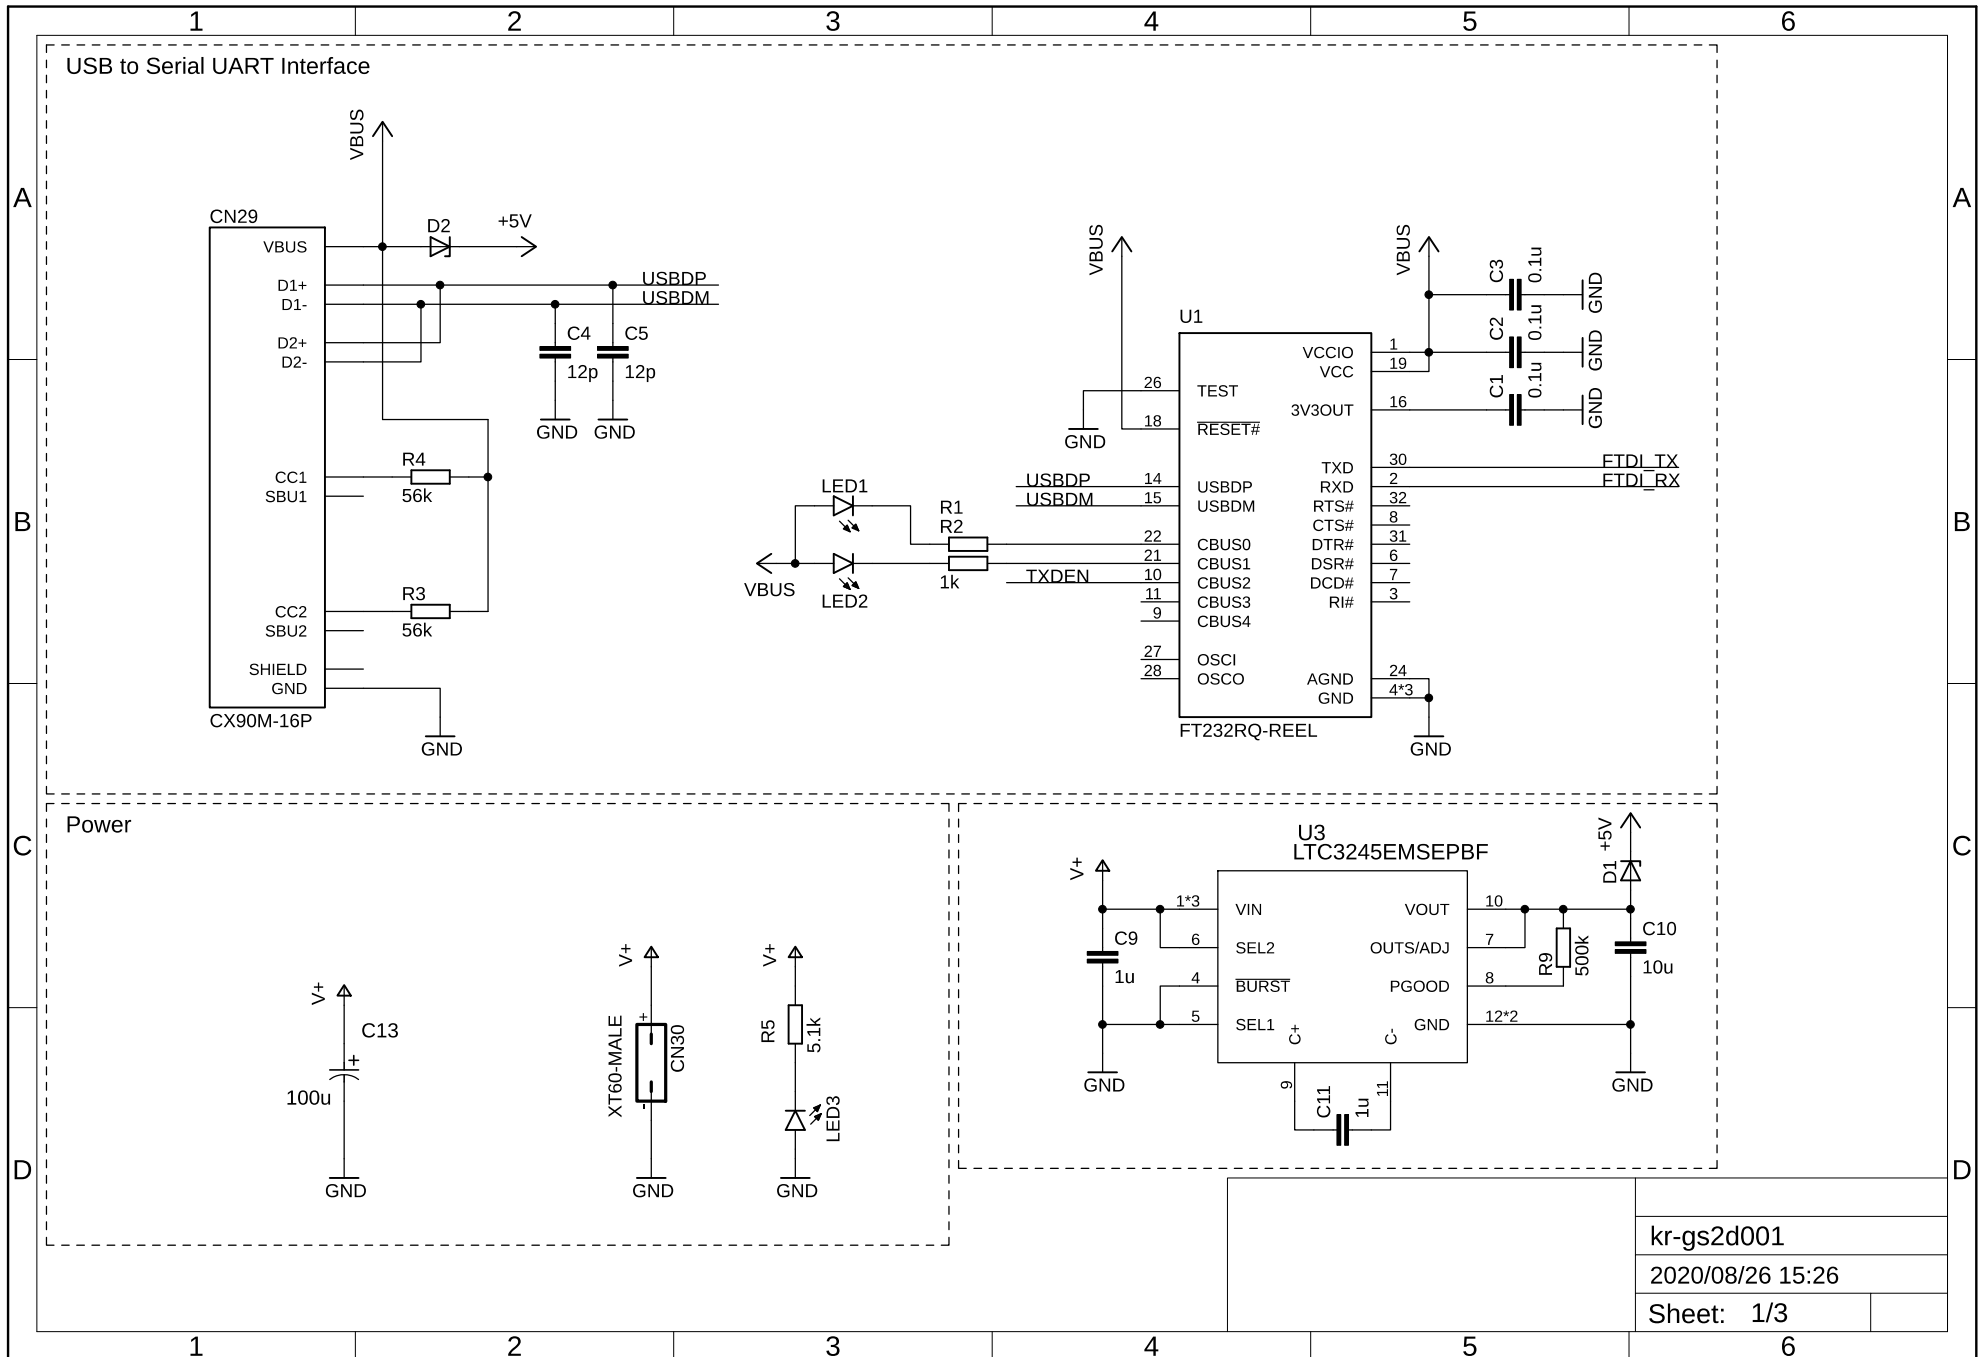 1 2 3 4 5 6
USB to Serial UART Interface
A A
B B
C C
D D
VBUS
CN29
VBUS
D1+
D1-
D2+
D2-
CC1
SBU1
CC2
SBU2
SHIELD
GND
CX90M-16P
D2
+5V
USBDP
USBDM
C4
12p
C5
12p
GND GND
R4
56k
R3
56k
GND
LED1
LED2
VBUS
R1
R2
1k
VBUS
GND
USBDP
USBDM
TXDEN
U1
26 TEST
18 RESET#
14 USBDP
15 USBDM
22 CBUS0
21 CBUS1
10 CBUS2
11 CBUS3
9 CBUS4
27 OSCI
28 OSCO
VCCIO 1
VCC 19
3V3OUT 16
TXD 30
RXD 2
RTS# 32
CTS# 8
DTR# 31
DSR# 6
DCD# 7
RI# 3
AGND 24
GND 4*3
FT232RQ-REEL
VBUS
C3 0.1u GND
C2 0.1u GND
C1 0.1u GND
FTDI_TX
FTDI_RX
GND
Power
V+
C13
+
100u
GND
V+
XT60-MALE
+
-
CN30
GND
V+
R5
5.1k
LED3
GND
U3
LTC3245EMSEPBF
V+
C9
1u
GND
1*3 VIN
6 SEL2
4 BURST
5 SEL1
C+
C-
9
11
C11
1u
VOUT 10
OUTS/ADJ 7
PGOOD 8
GND 12*2
R9
500k
+5V
D1
C10
10u
GND
kr-gs2d001
2020/08/26 15:26
Sheet: 1/3
1 2 3 4 5 6